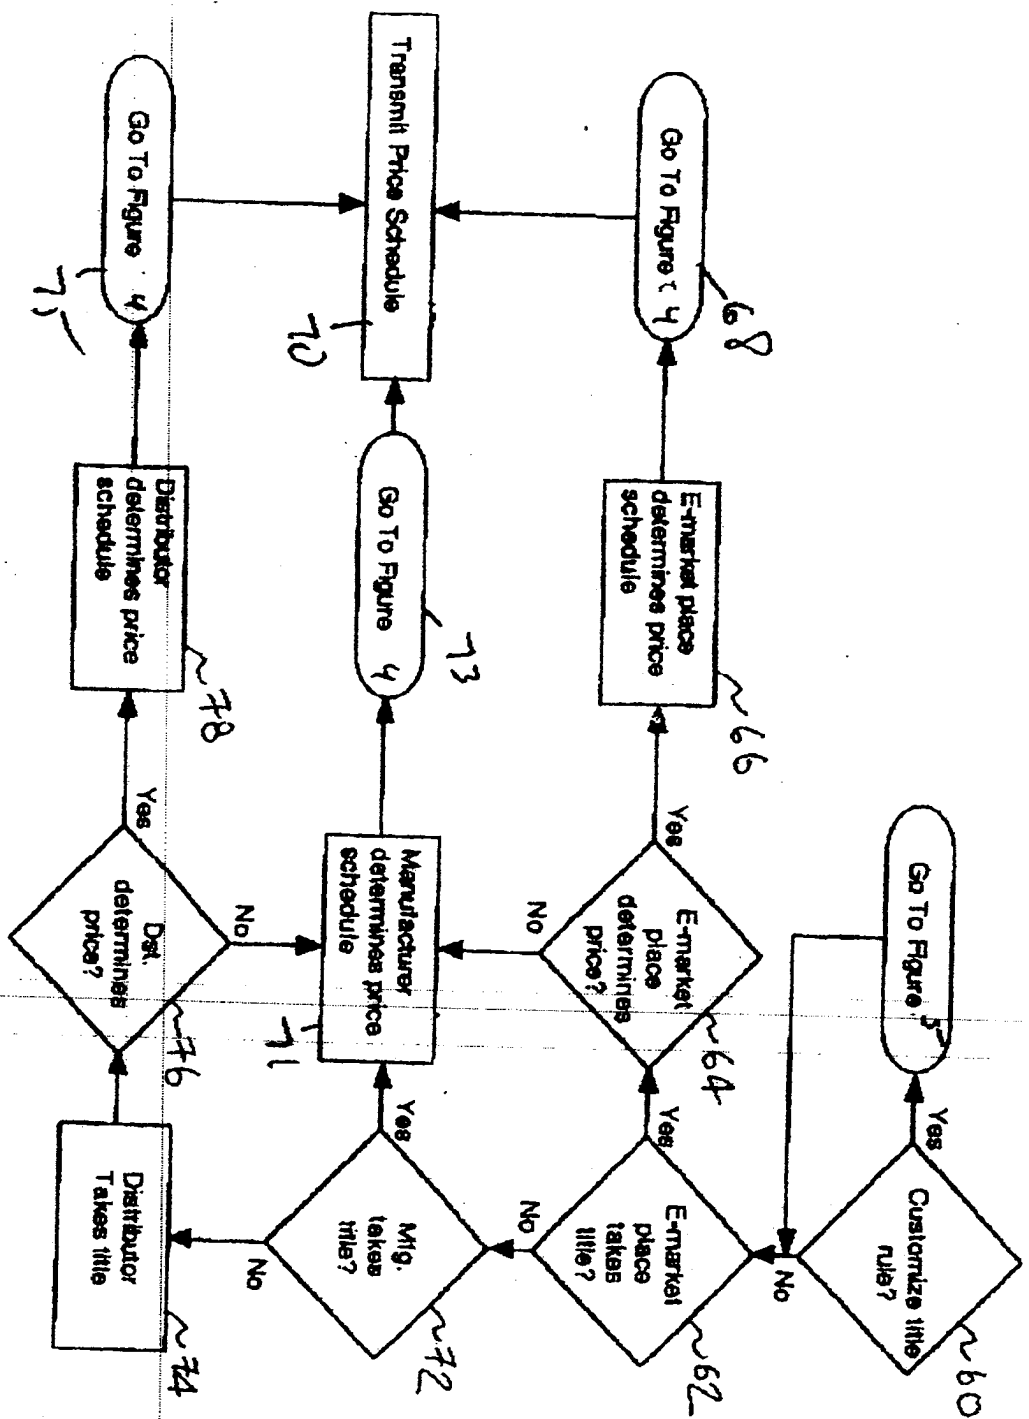 Customize title
rule?
60
Yes
Go To Figure 5
No
E-market
place
takes
title?
62
Yes
E-market
place
determines
price?
64
Yes
E-market place
determines price
schedule
66
Go To Figure 4
68
No
No
Mfg.
takes
title?
72
Yes
Manufacturer
determines price
schedule
71
Go To Figure 4
73
Transmit Price Schedule
70
No
Distributor
Takes title
74
Dst.
determines
price?
76
No
Yes
Distributor
determines price
schedule
78
Go To Figure 4